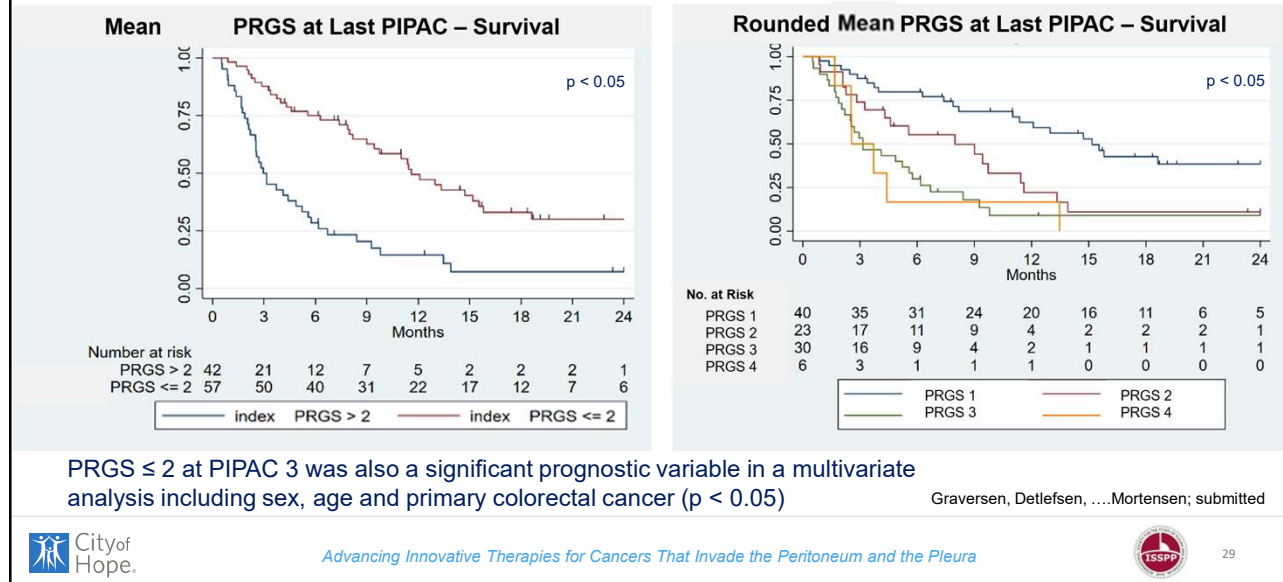 Mean PRGS at Last PIPAC – Survival
p < 0.05
1.00
0.75
0.50
0.25
0.00
0 3 6 9 12 15 18 21 24
Months
Number at risk
PRGS > 2 42 21 12 7 5 2 2 2 1
PRGS <= 2 57 50 40 31 22 17 12 7 6
index PRGS > 2 index PRGS <= 2
Rounded Mean PRGS at Last PIPAC – Survival
p < 0.05
1.00
0.75
0.50
0.25
0.00
0 3 6 9 12 15 18 21 24
Months
No. at Risk
PRGS 1 40 35 31 24 20 16 11 6 5
PRGS 2 23 17 11 9 4 2 2 2 1
PRGS 3 30 16 9 4 2 1 1 1 1
PRGS 4 6 3 1 1 1 0 0 0 0
PRGS 1 PRGS 2
PRGS 3 PRGS 4
PRGS ≤ 2 at PIPAC 3 was also a significant prognostic variable in a multivariate
analysis including sex, age and primary colorectal cancer (p < 0.05)
Graversen, Detlefsen, ….Mortensen; submitted
City of
Hope.
Advancing Innovative Therapies for Cancers That Invade the Peritoneum and the Pleura
ISSPP
29